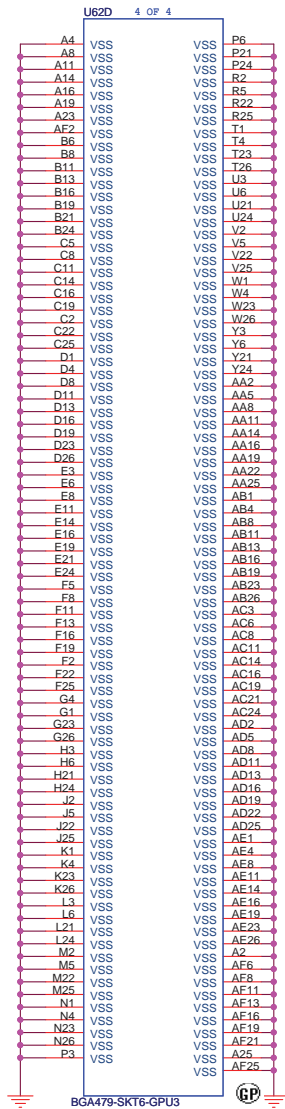 U62D 4 OF 4
A4 VSS VSS P6
A8 VSS VSS P21
A11 VSS VSS P24
A14 VSS VSS R2
A16 VSS VSS R5
A19 VSS VSS R22
A23 VSS VSS R25
AF2 VSS VSS T1
B6 VSS VSS T4
B8 VSS VSS T23
B11 VSS VSS T26
B13 VSS VSS U3
B16 VSS VSS U6
B19 VSS VSS U21
B21 VSS VSS U24
B24 VSS VSS V2
C5 VSS VSS V5
C8 VSS VSS V22
C11 VSS VSS V25
C14 VSS VSS W1
C16 VSS VSS W4
C19 VSS VSS W23
C2 VSS VSS W26
C22 VSS VSS Y3
C25 VSS VSS Y6
D1 VSS VSS Y21
D4 VSS VSS Y24
D8 VSS VSS AA2
D11 VSS VSS AA5
D13 VSS VSS AA8
D16 VSS VSS AA11
D19 VSS VSS AA14
D23 VSS VSS AA16
D26 VSS VSS AA19
E3 VSS VSS AA22
E6 VSS VSS AA25
E8 VSS VSS AB1
E11 VSS VSS AB4
E14 VSS VSS AB8
E16 VSS VSS AB11
E19 VSS VSS AB13
E21 VSS VSS AB16
E24 VSS VSS AB19
F5 VSS VSS AB23
F8 VSS VSS AB26
F11 VSS VSS AC3
F13 VSS VSS AC6
F16 VSS VSS AC8
F19 VSS VSS AC11
F2 VSS VSS AC14
F22 VSS VSS AC16
F25 VSS VSS AC19
G4 VSS VSS AC21
G1 VSS VSS AC24
G23 VSS VSS AD2
G26 VSS VSS AD5
H3 VSS VSS AD8
H6 VSS VSS AD11
H21 VSS VSS AD13
H24 VSS VSS AD16
J2 VSS VSS AD19
J5 VSS VSS AD22
J22 VSS VSS AD25
J25 VSS VSS AE1
K1 VSS VSS AE4
K4 VSS VSS AE8
K23 VSS VSS AE11
K26 VSS VSS AE14
L3 VSS VSS AE16
L6 VSS VSS AE19
L21 VSS VSS AE23
L24 VSS VSS AE26
M2 VSS VSS A2
M5 VSS VSS AF6
M22 VSS VSS AF8
M25 VSS VSS AF11
N1 VSS VSS AF13
N4 VSS VSS AF16
N23 VSS VSS AF19
N26 VSS VSS AF21
P3 VSS VSS A25
VSS AF25
BGA479-SKT6-GPU3 GP